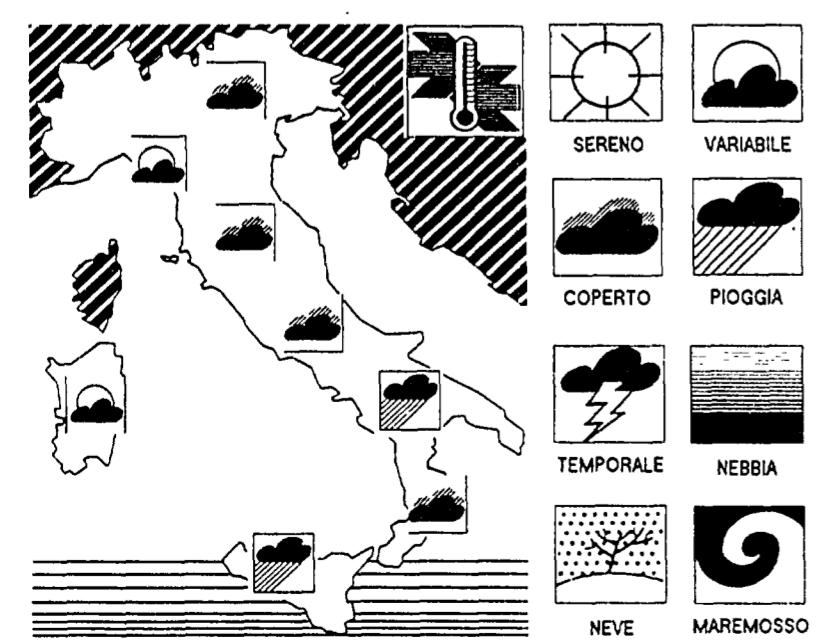 SERENO
VARIABILE
COPERTO
PIOGGIA
TEMPORALE
NEBBIA
NEVE
MAREMOSSO